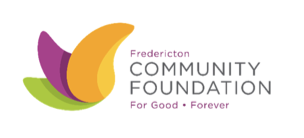 Fredericton
COMMUNITY
FOUNDATION
For Good • Forever